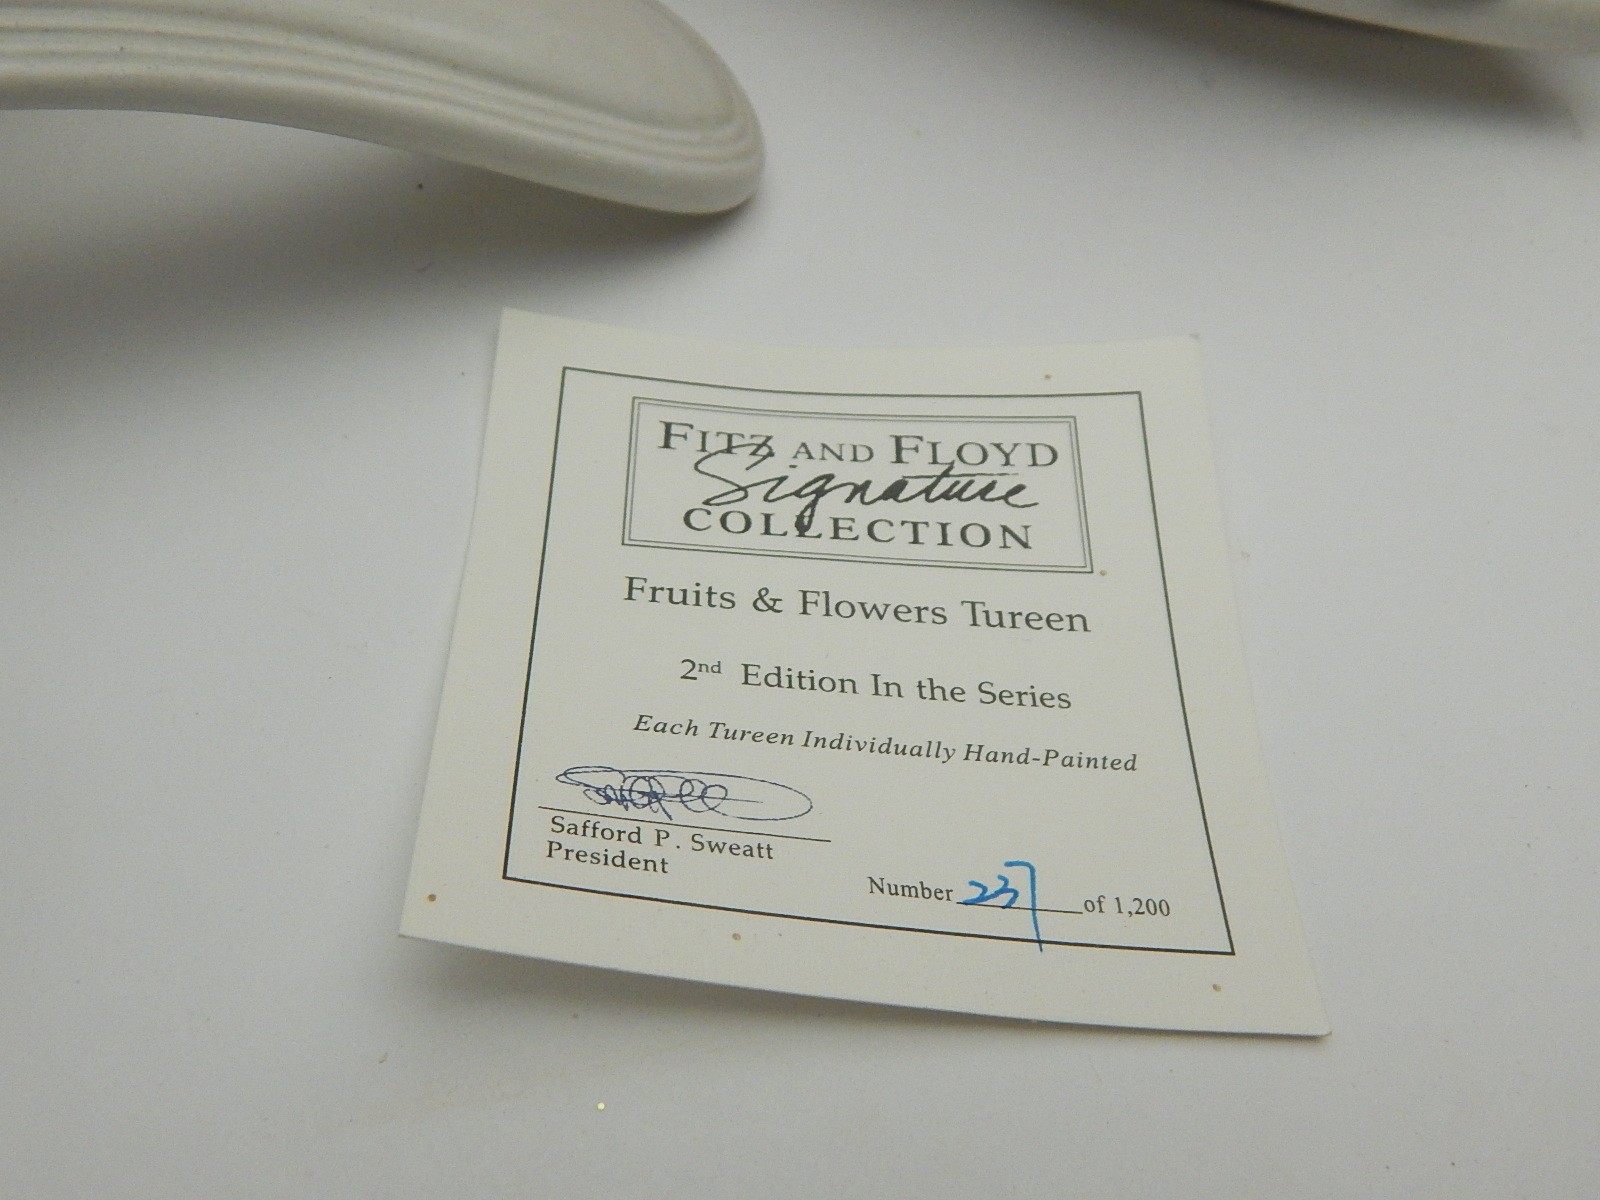 FITZ AND FLOYD
Signature
COLLECTION
Fruits & Flowers Tureen
2nd Edition In the Series
Each Tureen Individually Hand-Painted
Safford P. Sweatt
President
Number 237 of 1,200